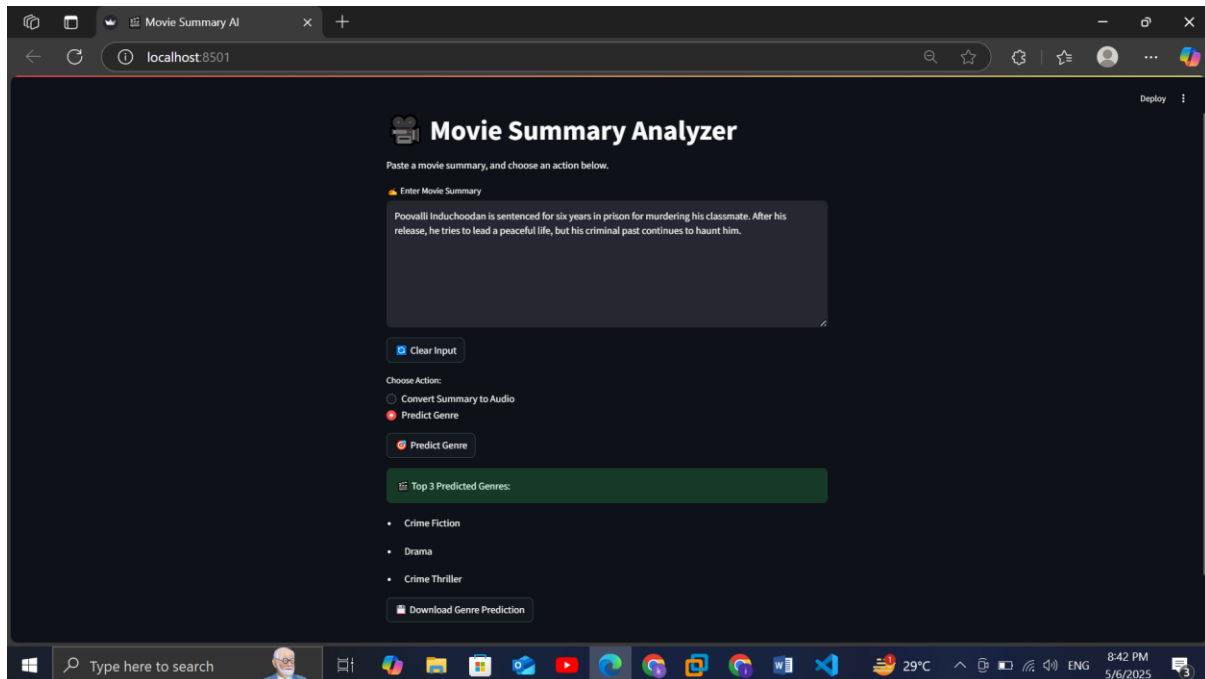 Movie Summary AI
localhost:8501
Deploy
Movie Summary Analyzer
Paste a movie summary, and choose an action below.
Enter Movie Summary
Poovalli Induchoodan is sentenced for six years in prison for murdering his classmate. After his
release, he tries to lead a peaceful life, but his criminal past continues to haunt him.
Clear Input
Choose Action:
Convert Summary to Audio
Predict Genre
Predict Genre
Top 3 Predicted Genres:
• Crime Fiction
• Drama
• Crime Thriller
Download Genre Prediction
Type here to search
29°C
ENG
8:42 PM
5/6/2025
3